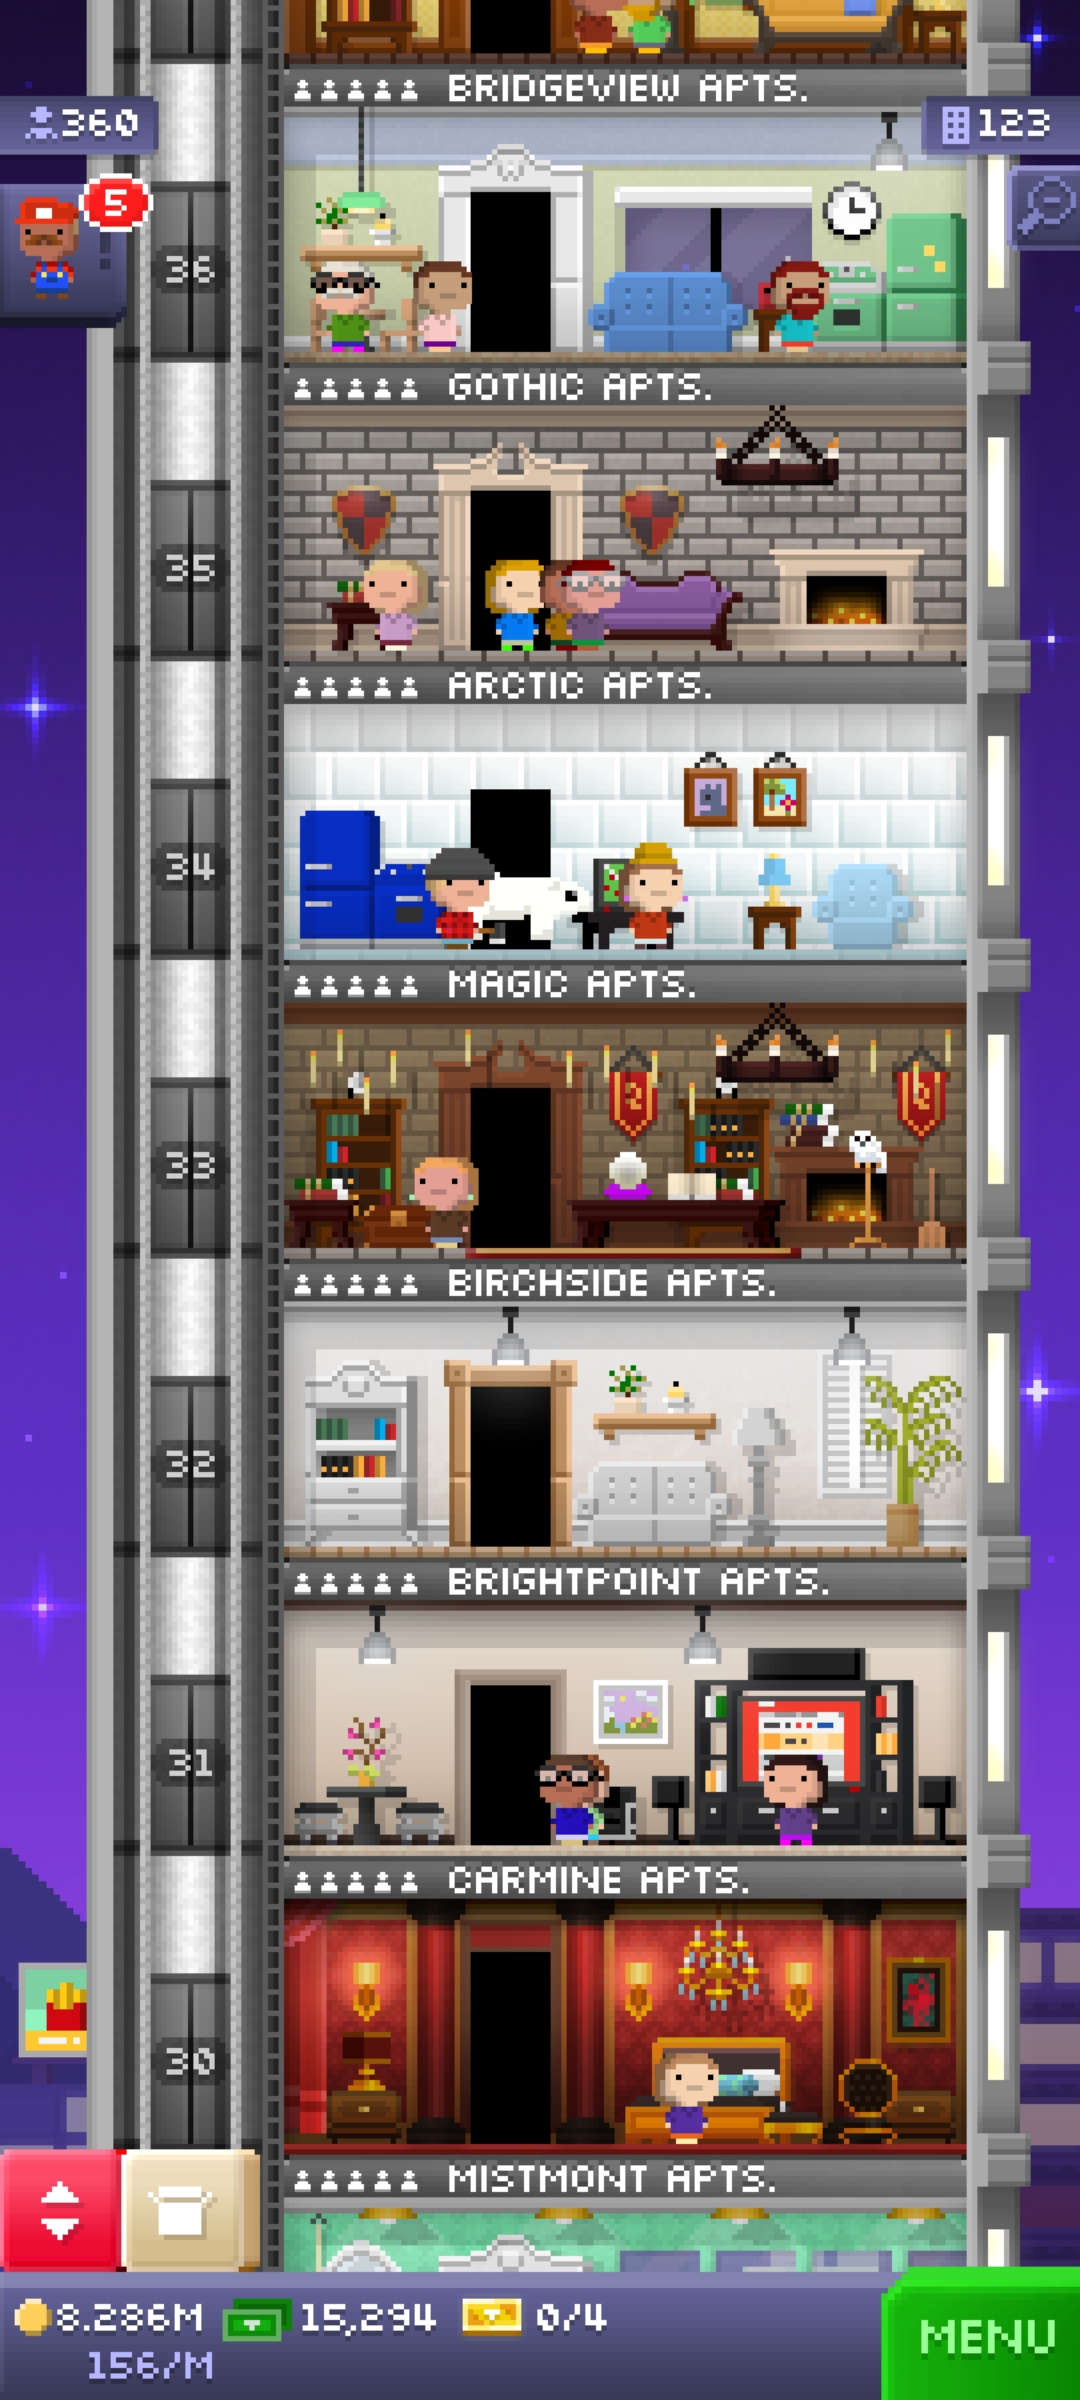 BRIDGEVIEW APTS.
360
123
5
36
GOTHIC APTS.
35
ARCTIC APTS.
34
MAGIC APTS.
33
BIRCHSIDE APTS.
32
BRIGHTPOINT APTS.
31
CARMINE APTS.
30
MISTMONT APTS.
8.286M
15,294
0/4
MENU
156/M